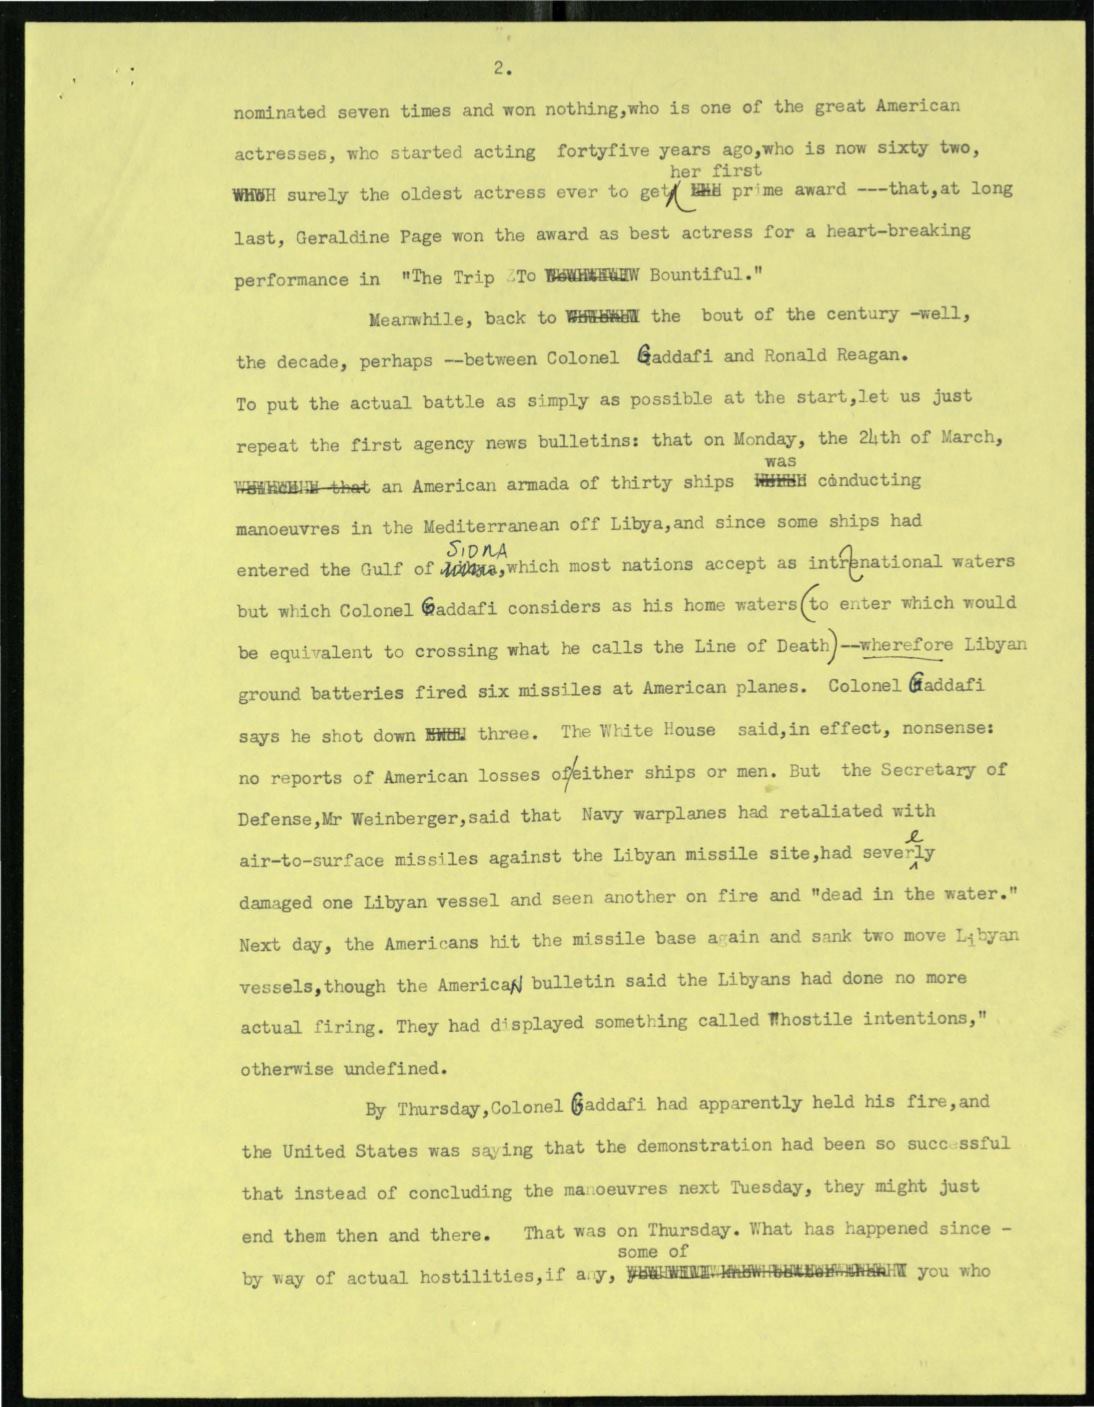 2.
nominated seven times and won nothing,who is one of the great American
actresses, who started acting fortyfive years ago,who is now sixty two,
her first
surely the oldest actress ever to get prime award ---that,at long
last, Geraldine Page won the award as best actress for a heart-breaking
performance in "The Trip To Bountiful."
Meanwhile, back to the bout of the century -well,
the decade, perhaps --between Colonel Gaddafi and Ronald Reagan.
To put the actual battle as simply as possible at the start,let us just
repeat the first agency news bulletins: that on Monday, the 24th of March,
was
that an American armada of thirty ships conducting
manoeuvres in the Mediterranean off Libya,and since some ships had
SIDRA
entered the Gulf of ,which most nations accept as intrenational waters
but which Colonel Gaddafi considers as his home waters(to enter which would
be equivalent to crossing what he calls the Line of Death)--wherefore Libyan
ground batteries fired six missiles at American planes. Colonel Gaddafi
says he shot down three. The White House said,in effect, nonsense:
no reports of American losses of/either ships or men. But the Secretary of
Defense,Mr Weinberger,said that Navy warplanes had retaliated with
e
air-to-surface missiles against the Libyan missile site,had severly
damaged one Libyan vessel and seen another on fire and "dead in the water."
Next day, the Americans hit the missile base again and sank two move Libyan
vessels,though the American bulletin said the Libyans had done no more
actual firing. They had displayed something called "hostile intentions,"
otherwise undefined.
By Thursday,Colonel Gaddafi had apparently held his fire,and
the United States was saying that the demonstration had been so successful
that instead of concluding the manoeuvres next Tuesday, they might just
end them then and there. That was on Thursday. What has happened since -
some of
by way of actual hostilities,if any, you who